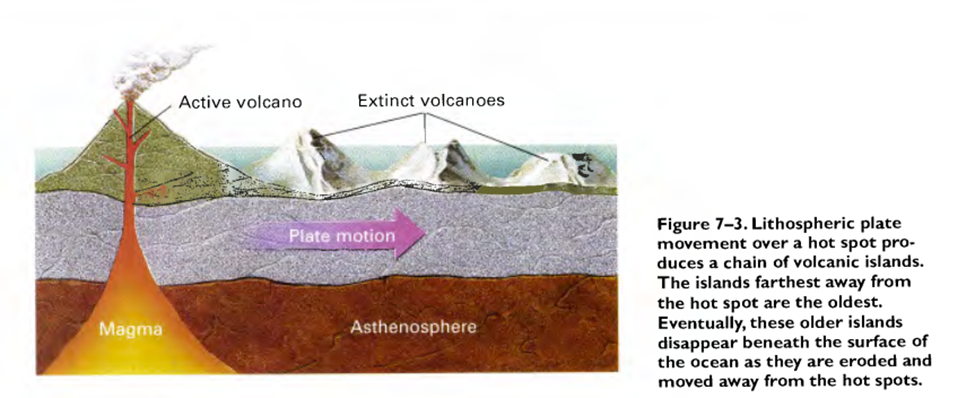 Active volcano
Extinct volcanoes
Plate motion
Magma
Asthenosphere
Figure 7–3. Lithospheric plate
movement over a hot spot pro-
duces a chain of volcanic islands.
The islands farthest away from
the hot spot are the oldest.
Eventually, these older islands
disappear beneath the surface of
the ocean as they are eroded and
moved away from the hot spots.